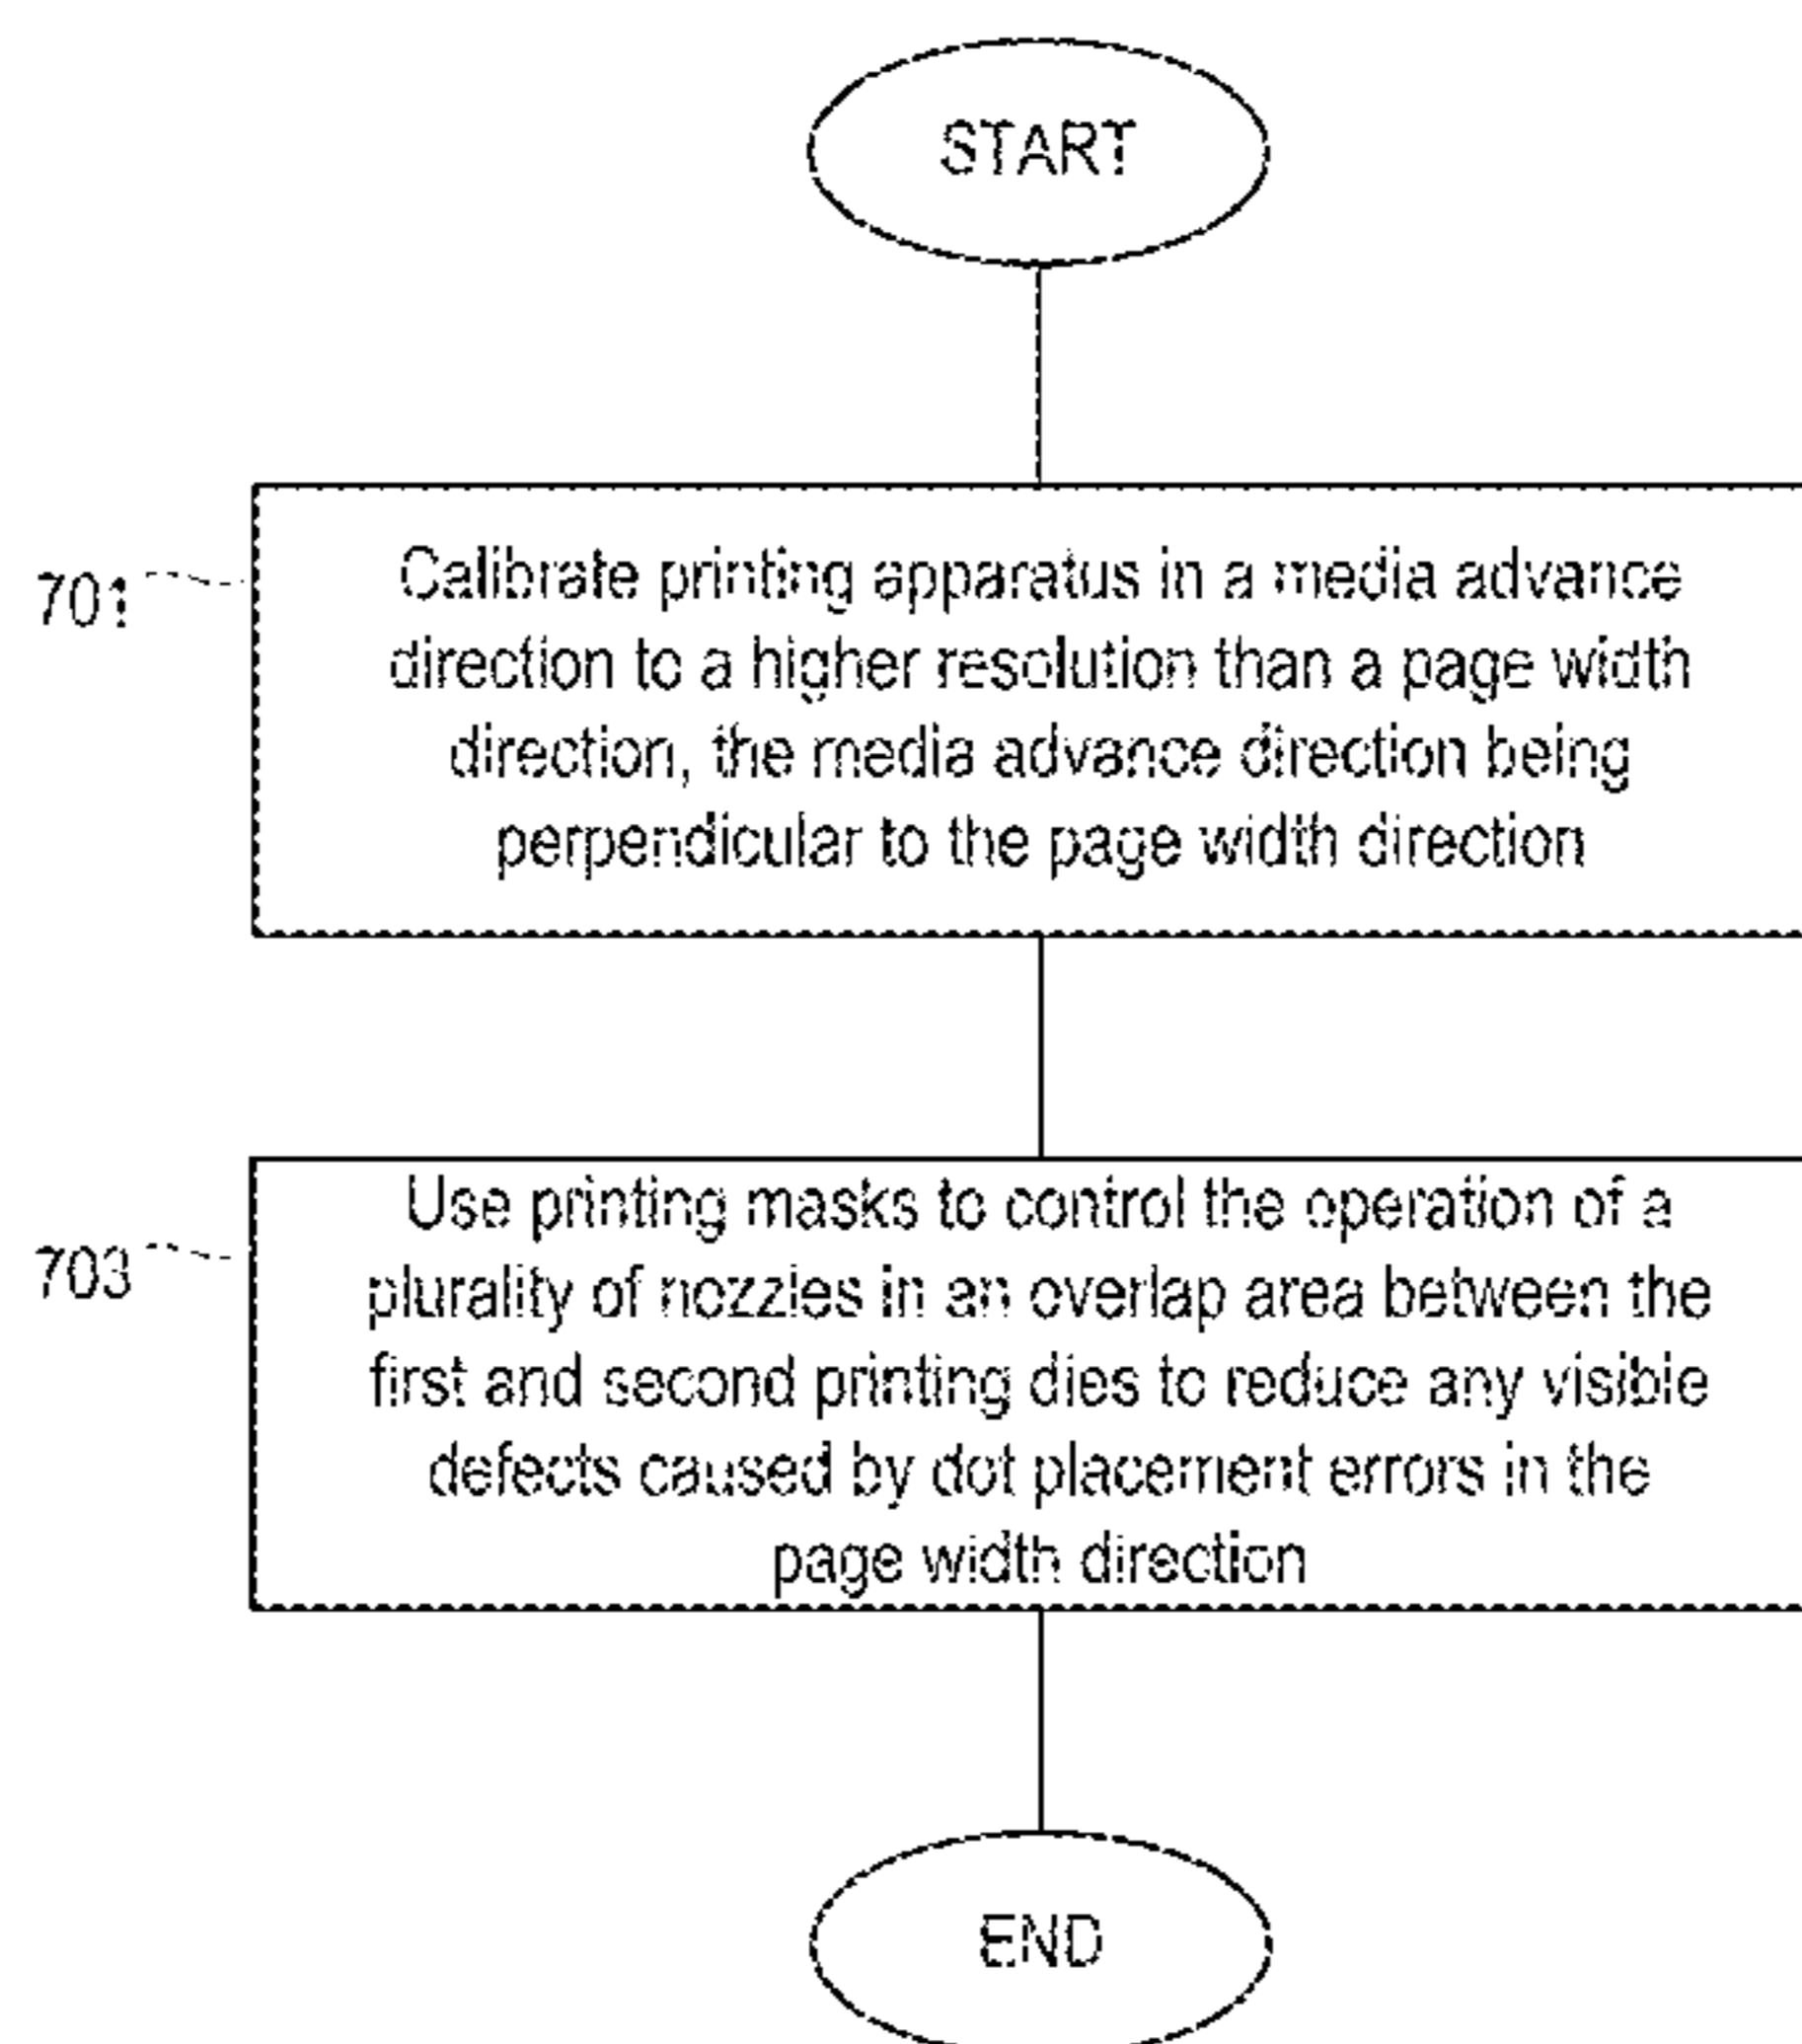 START
701
Calibrate printing apparatus in a media advance
direction to a higher resolution than a page width
direction, the media advance direction being
perpendicular to the page width direction
703
Use printing masks to control the operation of a
plurality of nozzles in an overlap area between the
first and second printing dies to reduce any visible
defects caused by dot placement errors in the
page width direction
END